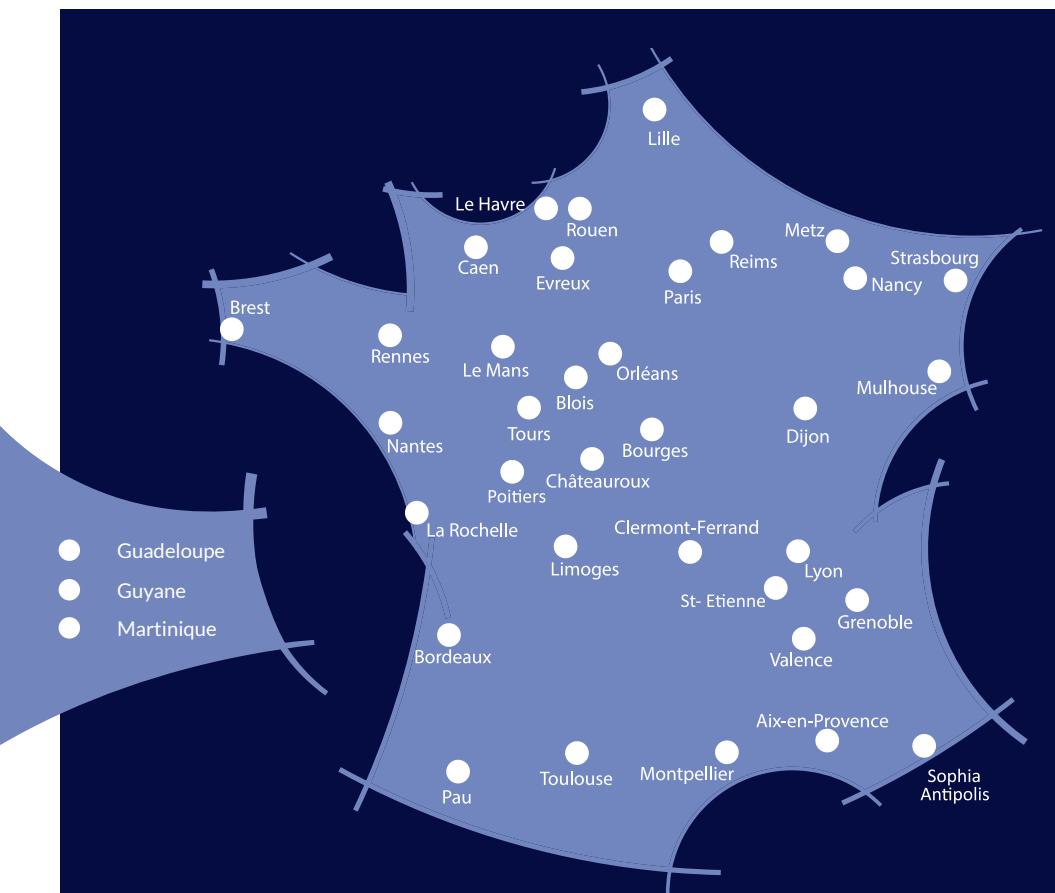 Lille
Le Havre
Rouen
Caen
Evreux
Metz
Reims
Strasbourg
Nancy
Paris
Brest
Rennes
Le Mans
Orléans
Blois
Mulhouse
Tours
Nantes
Bourges
Dijon
Châteauroux
Poitiers
La Rochelle
Clermont-Ferrand
Limoges
Lyon
St- Etienne
Grenoble
Guadeloupe
Guyane
Martinique
Bordeaux
Valence
Aix-en-Provence
Toulouse
Montpellier
Sophia
Antipolis
Pau